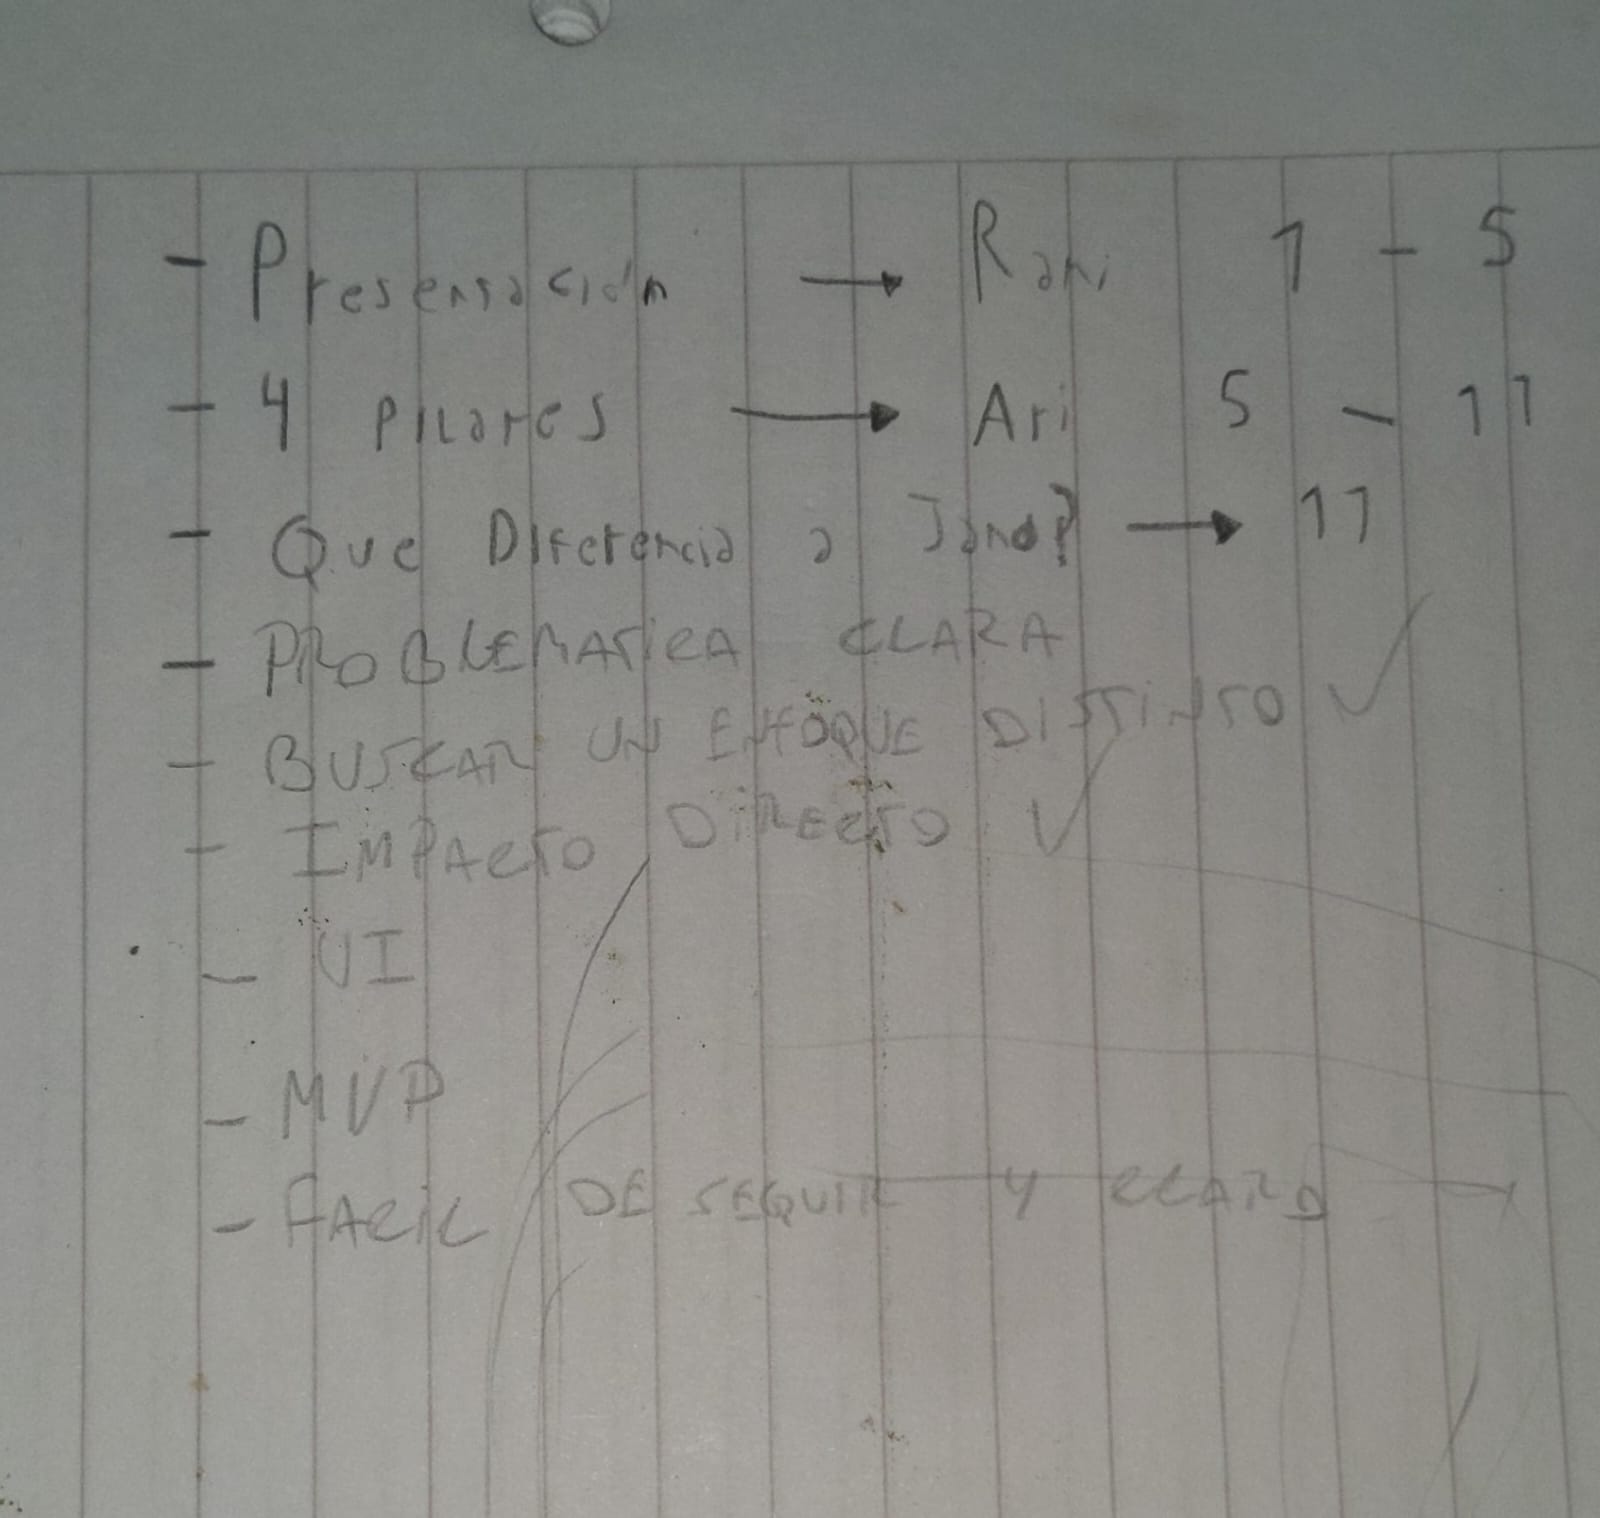 - Presentación → Rani 1 - 5
- 4 PILares → Ari 5 - 11
- Que Diferencia a Jano? → 11
- PROBLEMATICA CLARA
- BUSCAR UN ENFOQUE DISTINTO ✓
- IMPACTO DIRECTO ✓
- UI
- MVP
- FACIL DE SEGUIR Y CLARO